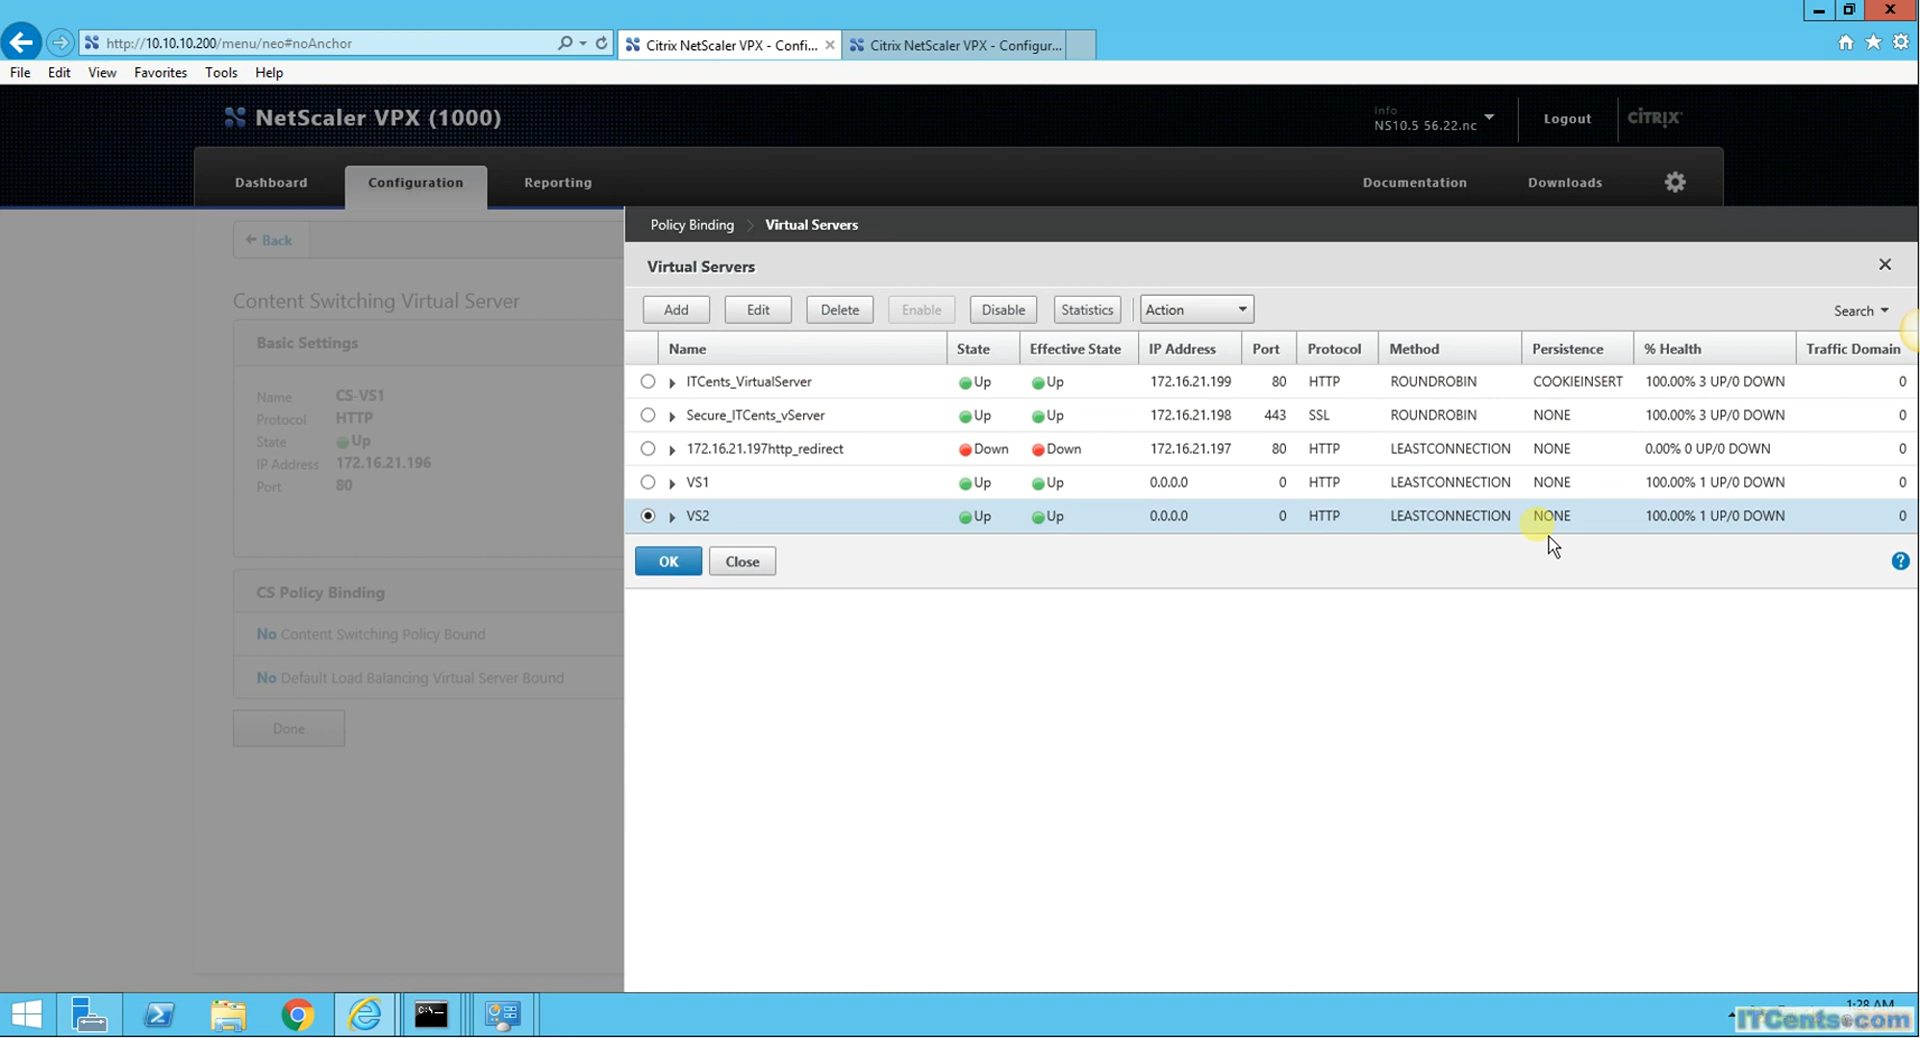 http://10.10.10.200/menu/neo#noAnchor
Citrix NetScaler VPX - Confi...
Citrix NetScaler VPX - Configur...
File Edit View Favorites Tools Help
NetScaler VPX (1000)
Info
NS10.5 56.22.nc
Logout
CİTRIX
Dashboard Configuration Reporting Documentation Downloads
Back
Policy Binding Virtual Servers
Virtual Servers
Content Switching Virtual Server
Basic Settings
Name CS-VS1
Protocol HTTP
State Up
IP Address 172.16.21.196
Port 80
CS Policy Binding
No Content Switching Policy Bound
No Default Load Balancing Virtual Server Bound
Done
Add Edit Delete Enable Disable Statistics Action Search
Name State Effective State IP Address Port Protocol Method Persistence % Health Traffic Domain
ITCents_VirtualServer Up Up 172.16.21.199 80 HTTP ROUNDROBIN COOKIEINSERT 100.00% 3 UP/0 DOWN 0
Secure_ITCents_vServer Up Up 172.16.21.198 443 SSL ROUNDROBIN NONE 100.00% 3 UP/0 DOWN 0
172.16.21.197http_redirect Down Down 172.16.21.197 80 HTTP LEASTCONNECTION NONE 0.00% 0 UP/0 DOWN 0
VS1 Up Up 0.0.0.0 0 HTTP LEASTCONNECTION NONE 100.00% 1 UP/0 DOWN 0
VS2 Up Up 0.0.0.0 0 HTTP LEASTCONNECTION NONE 100.00% 1 UP/0 DOWN 0
OK Close
?
1:28 AM
ITCents.com